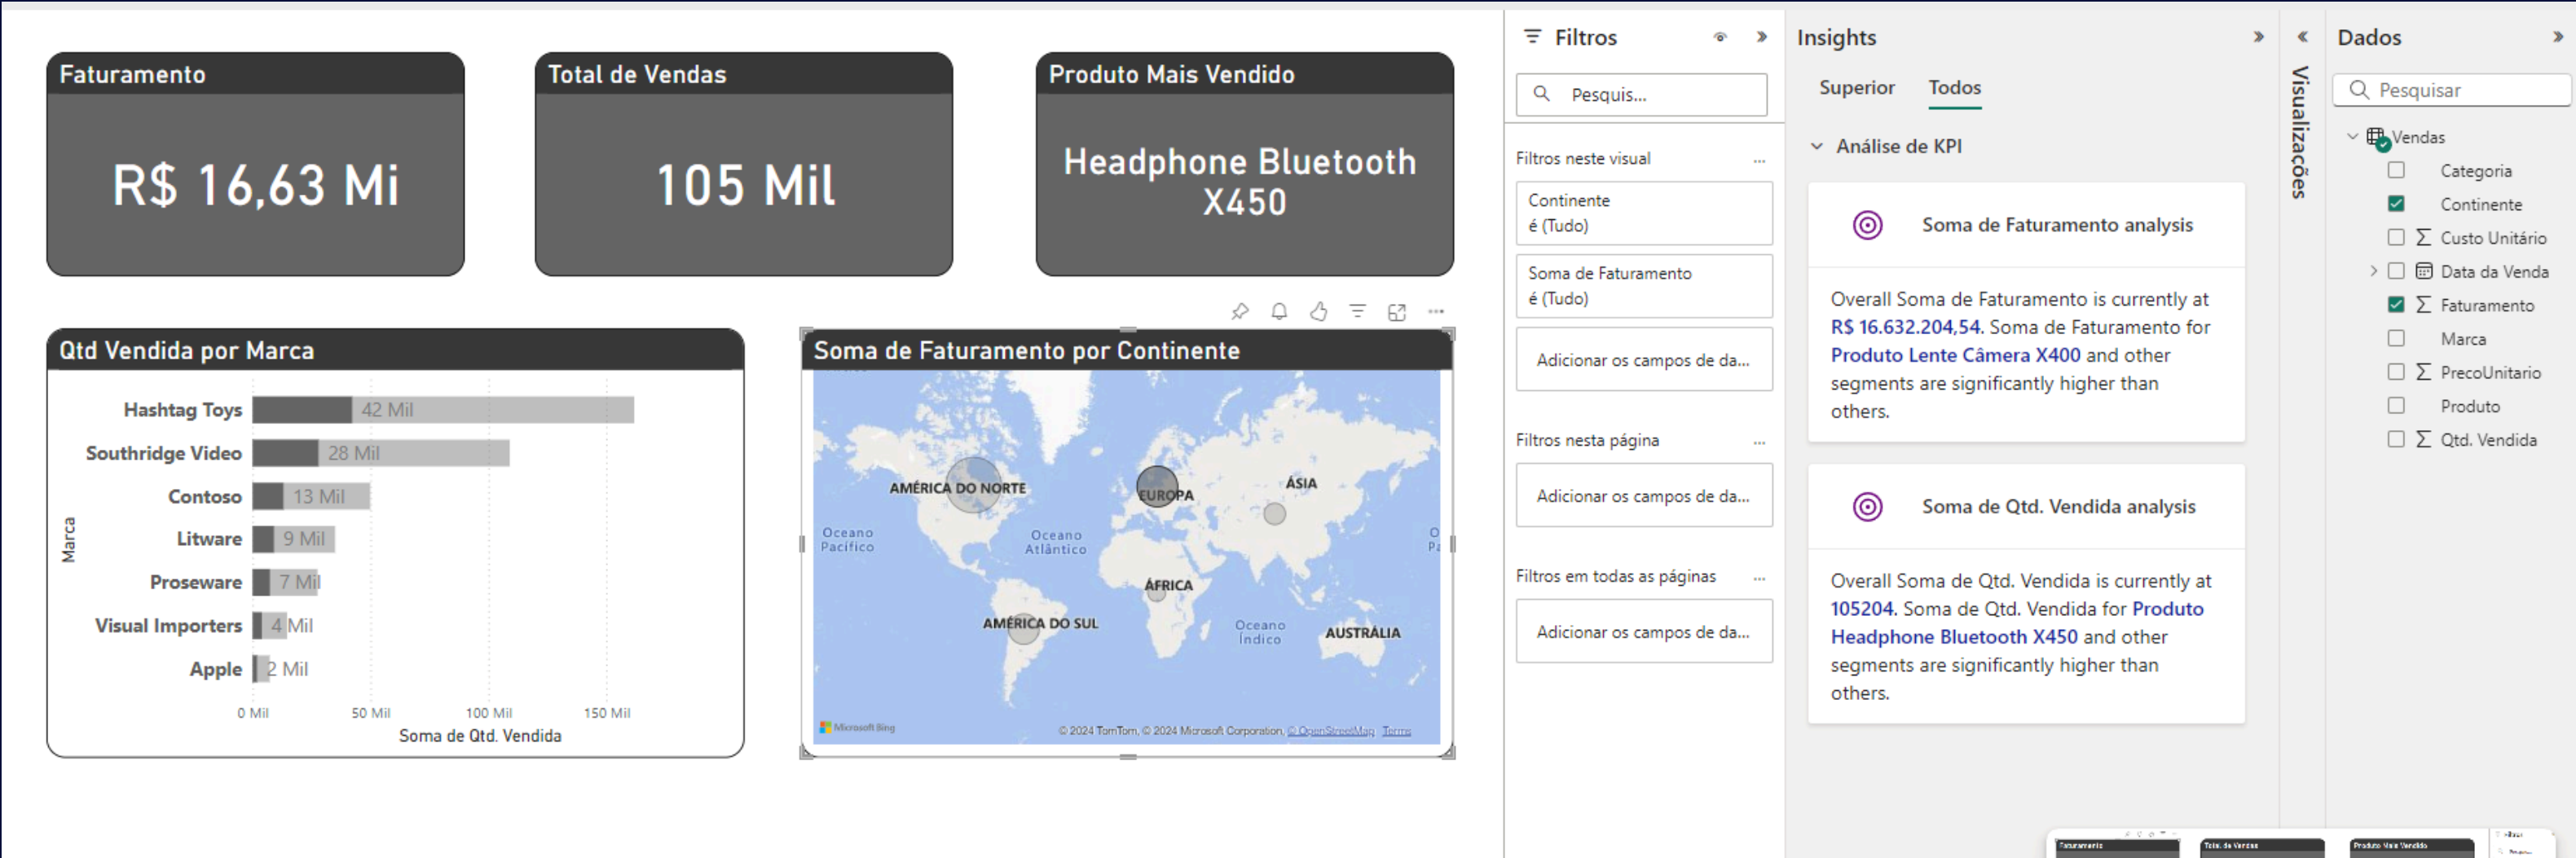 Faturamento
R$ 16,63 Mi
Total de Vendas
105 Mil
Produto Mais Vendido
Headphone Bluetooth
X450
Qtd Vendida por Marca
Marca
Hashtag Toys 42 Mil
Southridge Video 28 Mil
Contoso 13 Mil
Litware 9 Mil
Proseware 7 Mil
Visual Importers 4 Mil
Apple 2 Mil
0 Mil 50 Mil 100 Mil 150 Mil
Soma de Qtd. Vendida
Soma de Faturamento por Continente
AMÉRICA DO NORTE
EUROPA
ÁSIA
Oceano
Pacífico
Oceano
Atlântico
ÁFRICA
AMÉRICA DO SUL
Oceano
Índico
AUSTRÁLIA
Microsoft Bing
© 2024 TomTom, © 2024 Microsoft Corporation, © OpenStreetMap Terms
Filtros
Pesquis...
Filtros neste visual ...
Continente
é (Tudo)
Soma de Faturamento
é (Tudo)
Adicionar os campos de da...
Filtros nesta página ...
Adicionar os campos de da...
Filtros em todas as páginas ...
Adicionar os campos de da...
Insights
Superior Todos
Análise de KPI
Soma de Faturamento analysis
Overall Soma de Faturamento is currently at
R$ 16.632.204,54. Soma de Faturamento for
Produto Lente Câmera X400 and other
segments are significantly higher than
others.
Soma de Qtd. Vendida analysis
Overall Soma de Qtd. Vendida is currently at
105204. Soma de Qtd. Vendida for Produto
Headphone Bluetooth X450 and other
segments are significantly higher than
others.
Visualizações
Dados
Pesquisar
Vendas
Categoria
Continente
Custo Unitário
Data da Venda
Faturamento
Marca
PrecoUnitario
Produto
Qtd. Vendida
Faturamento
Total de Vendas
Produto Mais Vendido